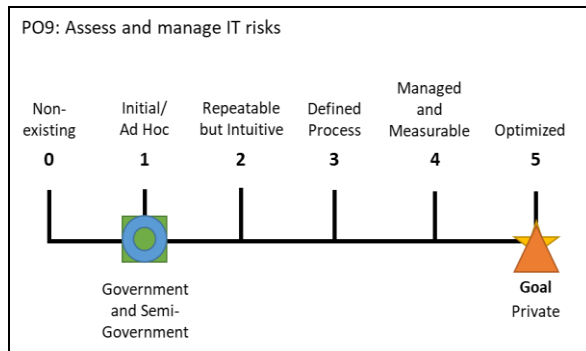 PO9: Assess and manage IT risks
Non-
existing
Initial/
Ad Hoc
Repeatable
but Intuitive
Defined
Process
Managed
and
Measurable
Optimized
0 1 2 3 4 5
Government
and Semi-
Government
Goal
Private